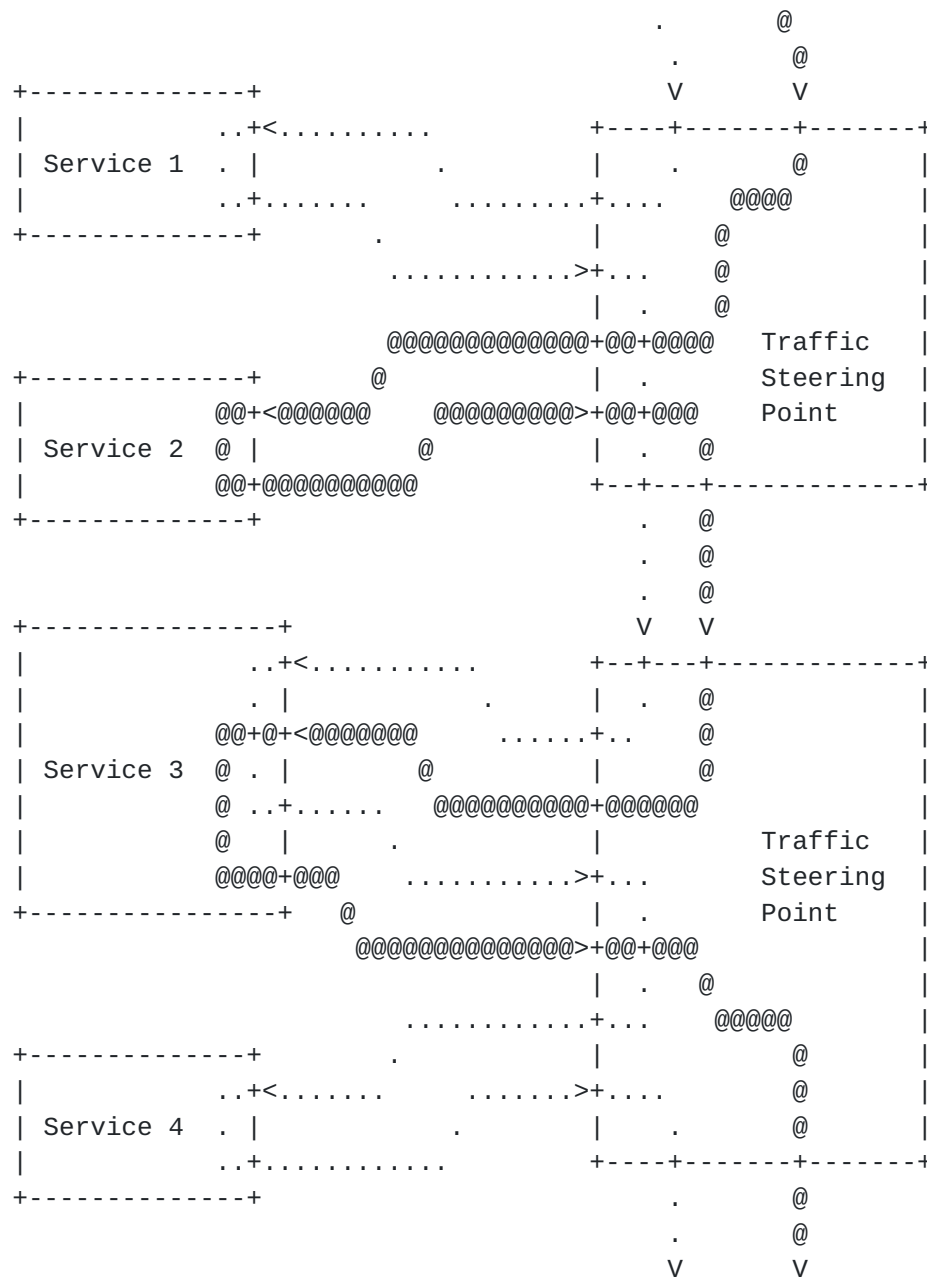 .       @
                                          .       @
+--------------+                          V       V
|            ..+<..........          +----+-------+-------+
| Service 1  . |           .         |    .       @       |
|            ..+.......     .........+....    @@@@        |
+--------------+       .             |       @            |
                        ............>+...    @            |
                                     |  .    @            |
                        @@@@@@@@@@@@@+@@+@@@@   Traffic   |
+--------------+       @             |  .       Steering  |
|            @@+<@@@@@@    @@@@@@@@@>+@@+@@@    Point     |
| Service 2  @ |          @          |  .   @             |
|            @@+@@@@@@@@@@           +--+---+-------------+
+--------------+                        .   @
                                        .   @
                                        .   @
+----------------+                      V   V
|              ..+<...........       +--+---+-------------+
|              . |            .      |  .   @             |
|            @@+@+<@@@@@@@     ......+..    @             |
| Service 3  @ . |        @          |      @             |
|            @ ..+......   @@@@@@@@@@+@@@@@@              |
|            @   |      .            |          Traffic   |
|            @@@@+@@@    ...........>+...       Steering  |
+----------------+   @               |  .       Point     |
                      @@@@@@@@@@@@@@>+@@+@@@              |
                                     |  .   @             |
                         ............+...    @@@@@        |
+--------------+        .            |            @       |
|            ..+<.......     .......>+....        @       |
| Service 4  . |            .        |    .       @       |
|            ..+............         +----+-------+-------+
+--------------+                          .       @
                                          .       @
                                          V       V